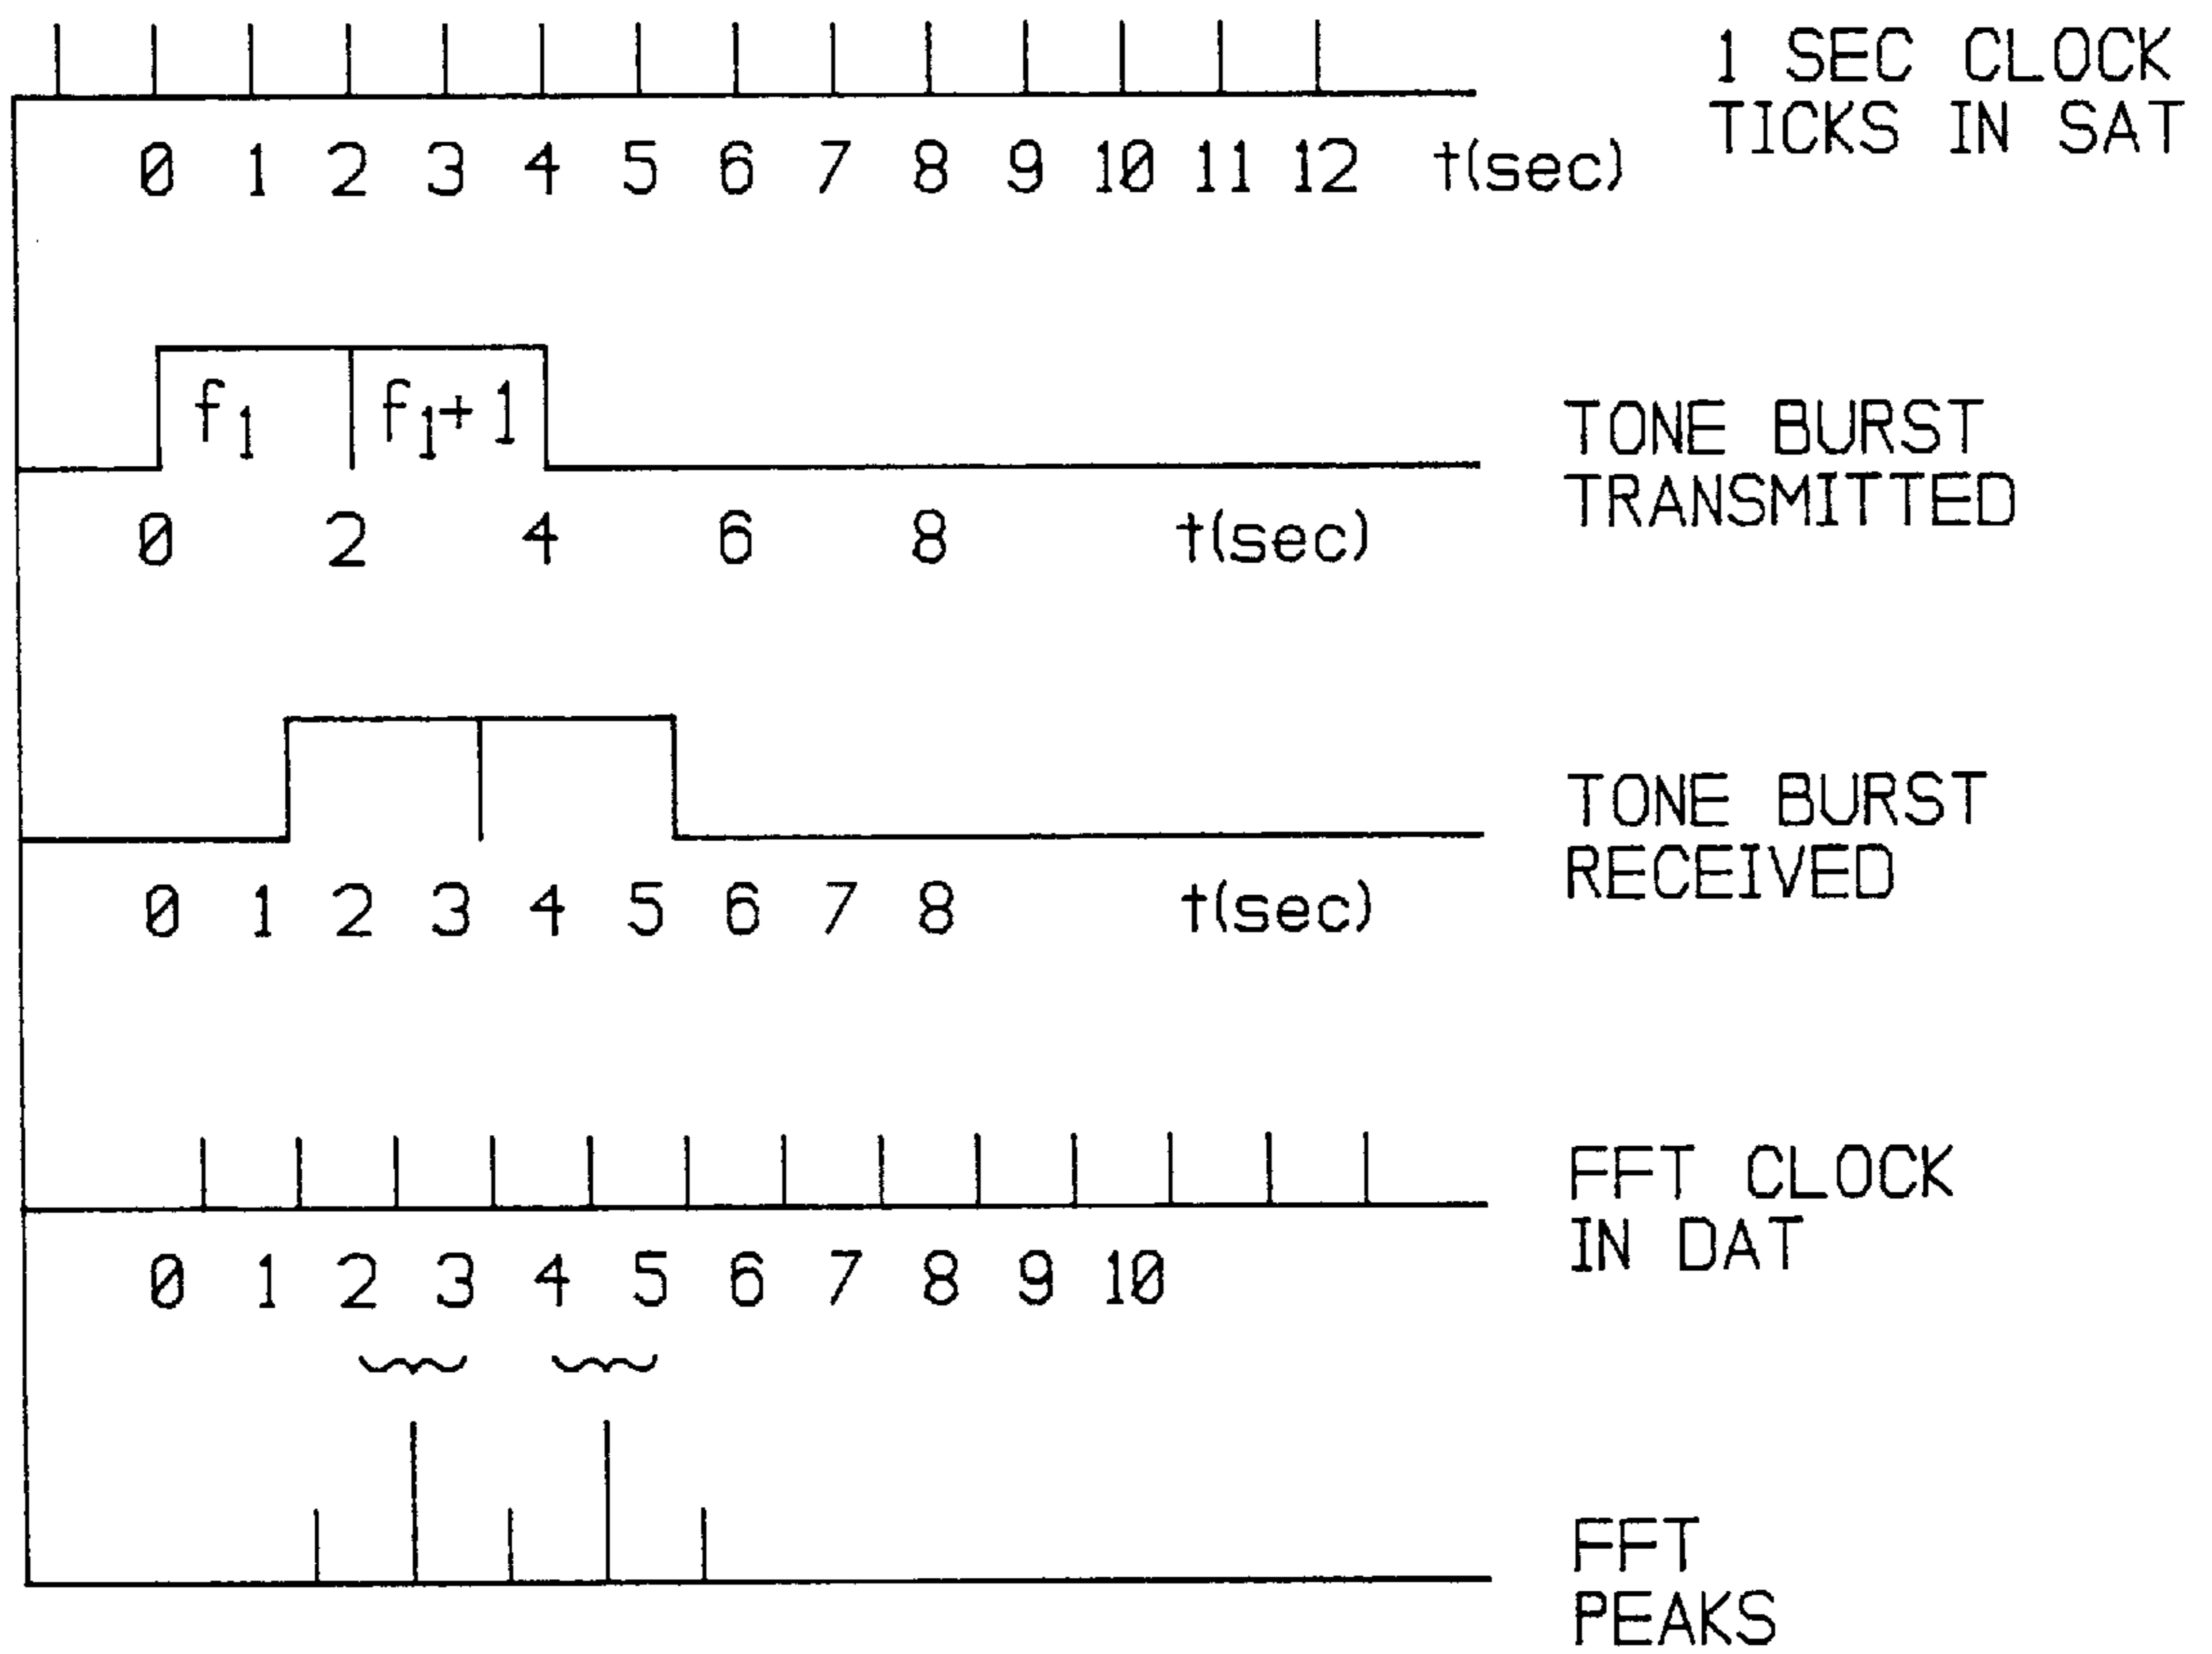 1 SEC CLOCK
TICKS IN SAT
0 1 2 3 4 5 6 7 8 9 10 11 12 t(sec)
f1 f1+1
TONE BURST
TRANSMITTED
0 2 4 6 8 t(sec)
TONE BURST
RECEIVED
0 1 2 3 4 5 6 7 8 t(sec)
FFT CLOCK
IN DAT
0 1 2 3 4 5 6 7 8 9 10
FFT
PEAKS